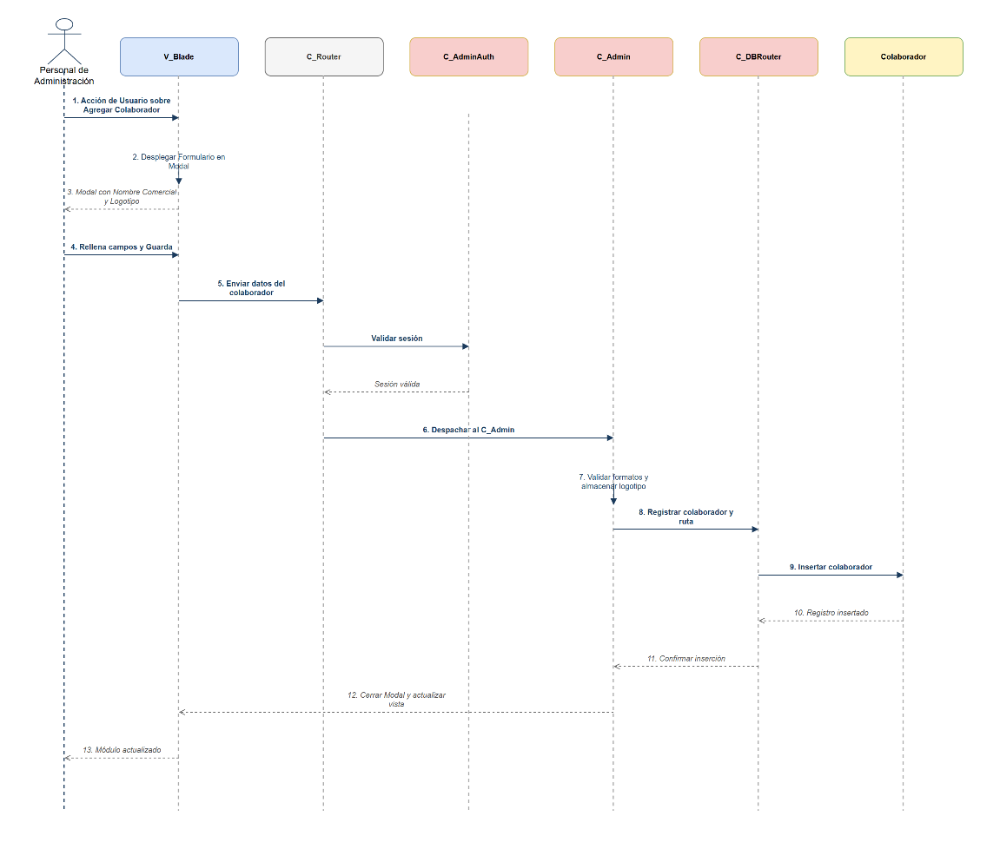 Personal de
Administración
V_Blade
C_Router
C_AdminAuth
C_Admin
C_DBRouter
Colaborador
1. Acción de Usuario sobre
Agregar Colaborador
2. Desplegar Formulario en
Modal
3. Modal con Nombre Comercial
y Logotipo
4. Rellena campos y Guarda
5. Enviar datos del
colaborador
Validar sesión
Sesión válida
6. Despachar al C_Admin
7. Validar formatos y
almacenar logotipo
8. Registrar colaborador y
ruta
9. Insertar colaborador
10. Registro insertado
11. Confirmar inserción
12. Cerrar Modal y actualizar
vista
13. Módulo actualizado